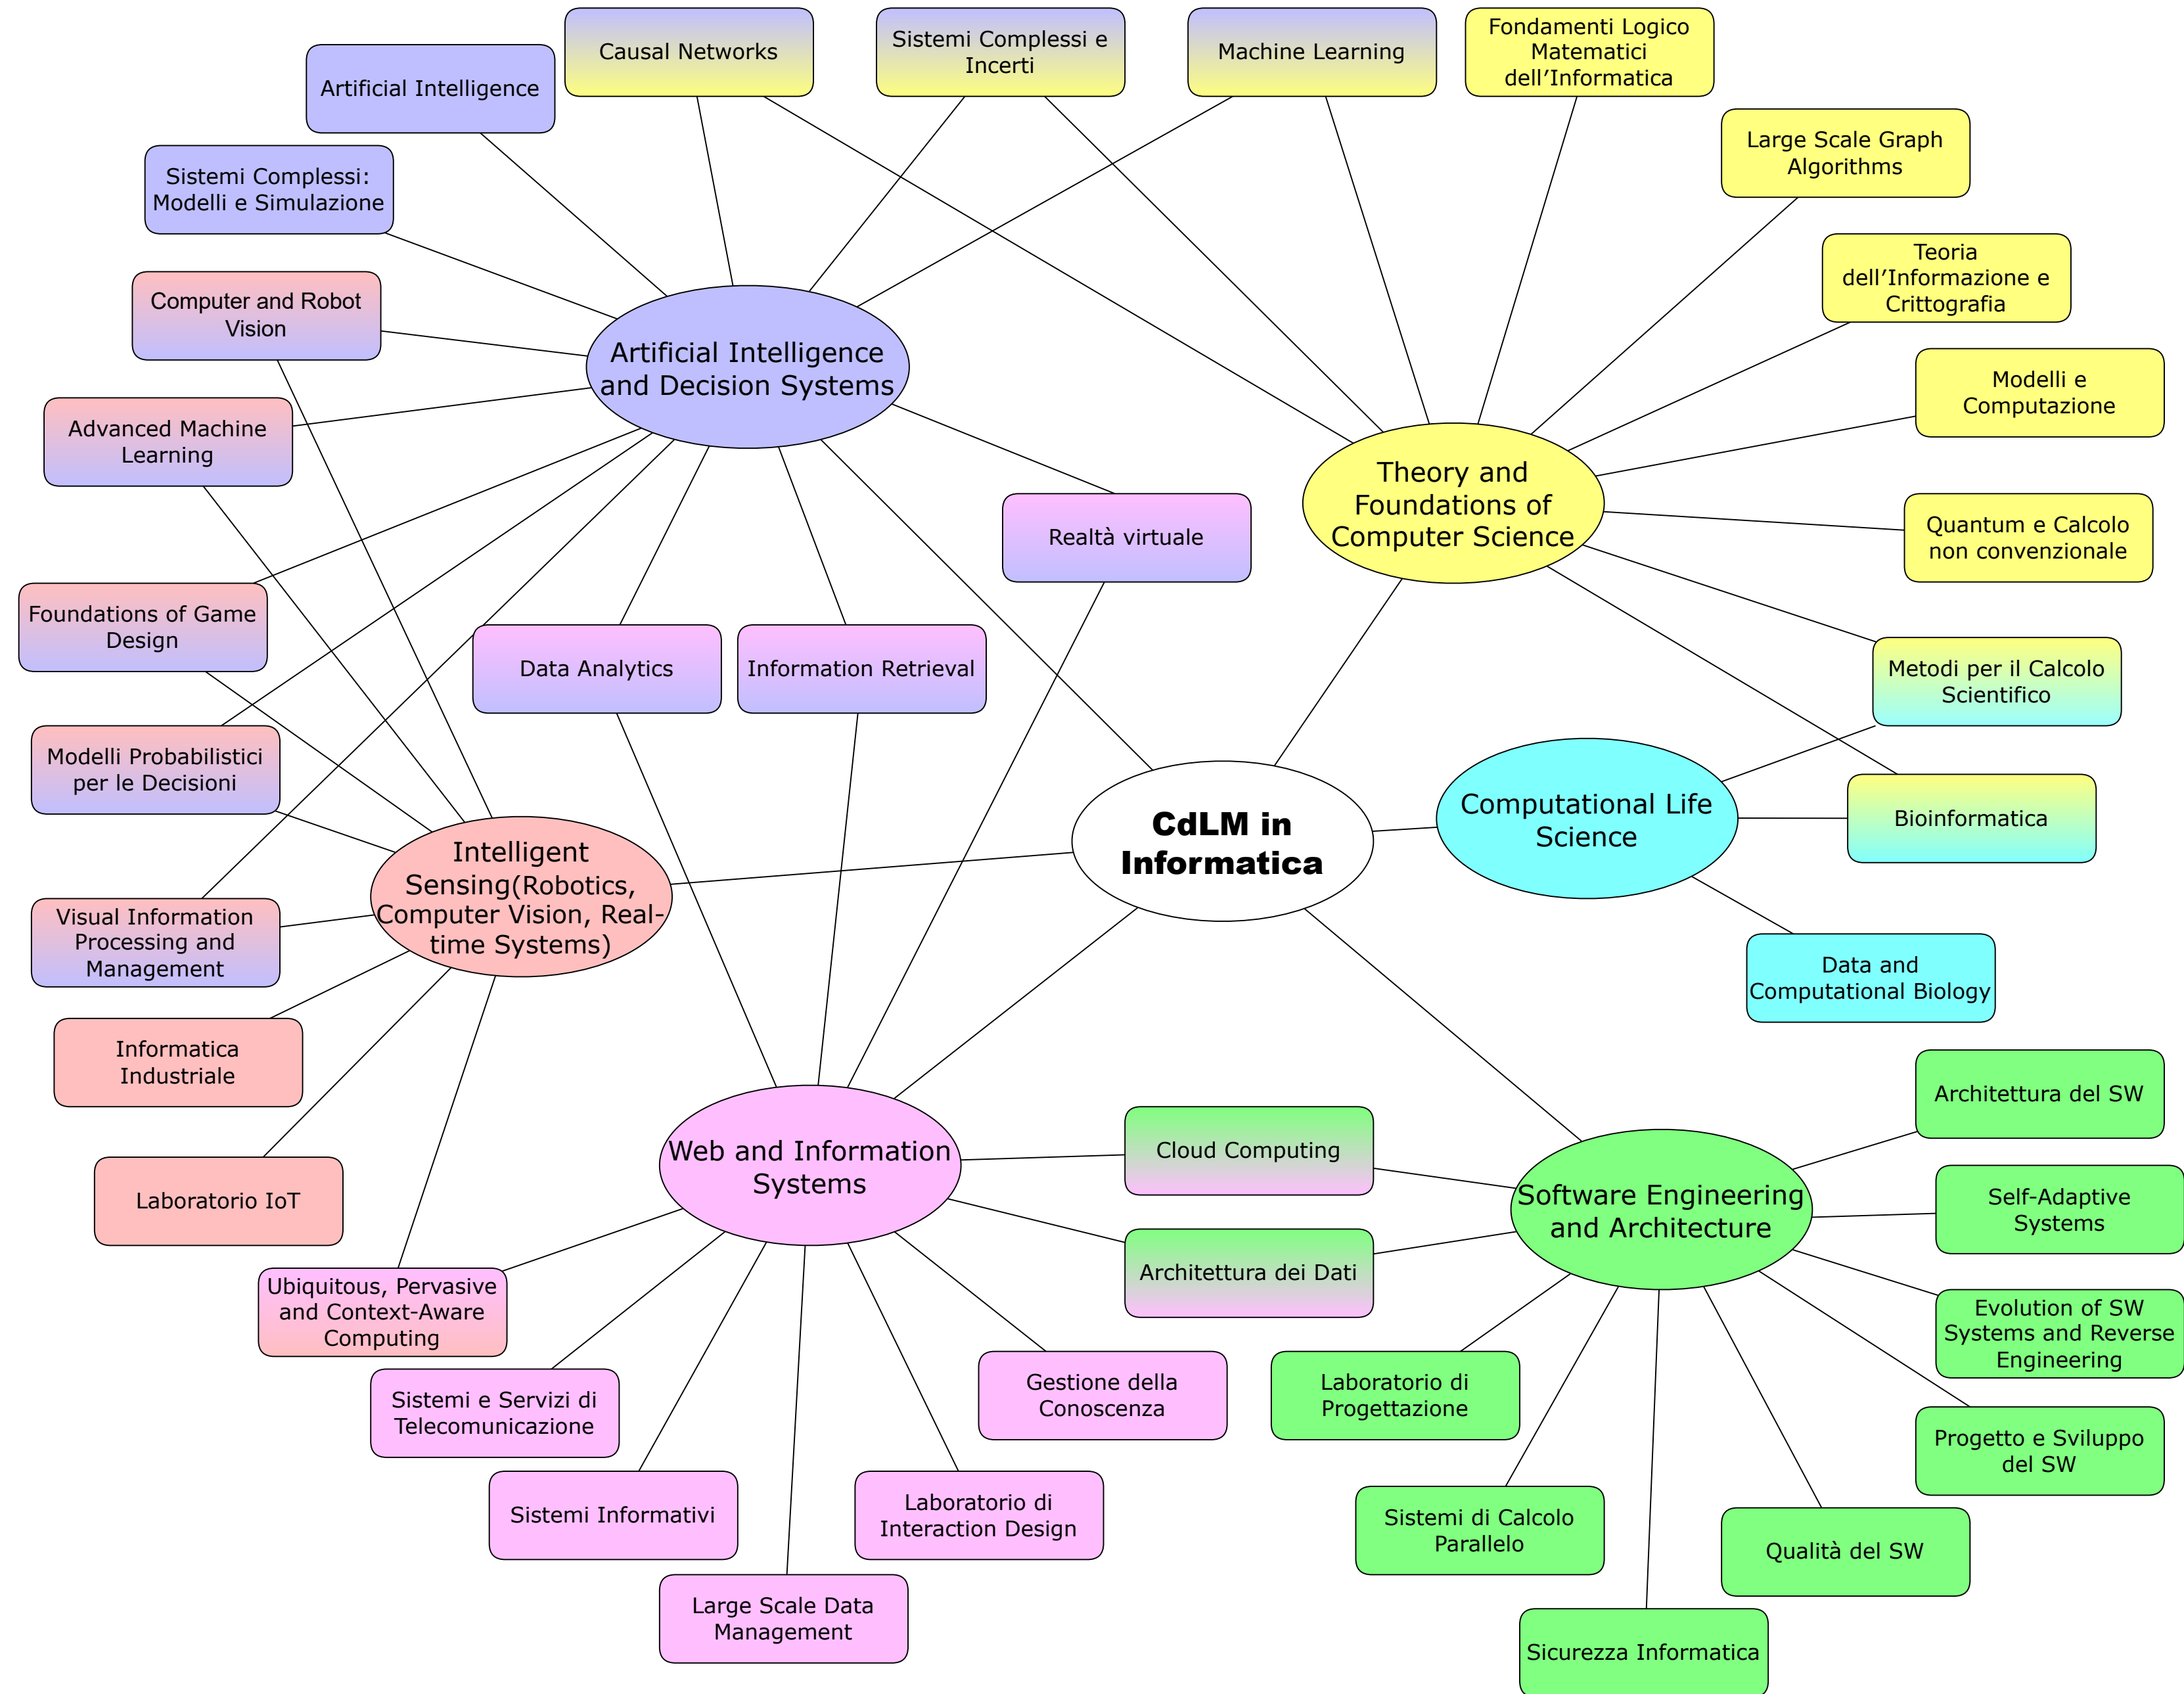 Causal Networks
Sistemi Complessi e
Incerti
Machine Learning
Fondamenti Logico
Matematici
dell’Informatica
Artificial Intelligence
Large Scale Graph
Algorithms
Sistemi Complessi:
Modelli e Simulazione
Teoria
dell’Informazione e
Crittografia
Computer and Robot
Vision
Artificial Intelligence
and Decision Systems
Modelli e
Computazione
Advanced Machine
Learning
Theory and
Foundations of
Computer Science
Realtà virtuale
Quantum e Calcolo
non convenzionale
Foundations of Game
Design
Data Analytics
Information Retrieval
Metodi per il Calcolo
Scientifico
Modelli Probabilistici
per le Decisioni
CdLM in
Informatica
Computational Life
Science
Bioinformatica
Intelligent
Sensing(Robotics,
Computer Vision, Real-
time Systems)
Visual Information
Processing and
Management
Data and
Computational Biology
Informatica
Industriale
Architettura del SW
Web and Information
Systems
Cloud Computing
Software Engineering
and Architecture
Self-Adaptive
Systems
Laboratorio IoT
Architettura dei Dati
Ubiquitous, Pervasive
and Context-Aware
Computing
Evolution of SW
Systems and Reverse
Engineering
Sistemi e Servizi di
Telecomunicazione
Gestione della
Conoscenza
Laboratorio di
Progettazione
Progetto e Sviluppo
del SW
Sistemi Informativi
Laboratorio di
Interaction Design
Sistemi di Calcolo
Parallelo
Qualità del SW
Large Scale Data
Management
Sicurezza Informatica